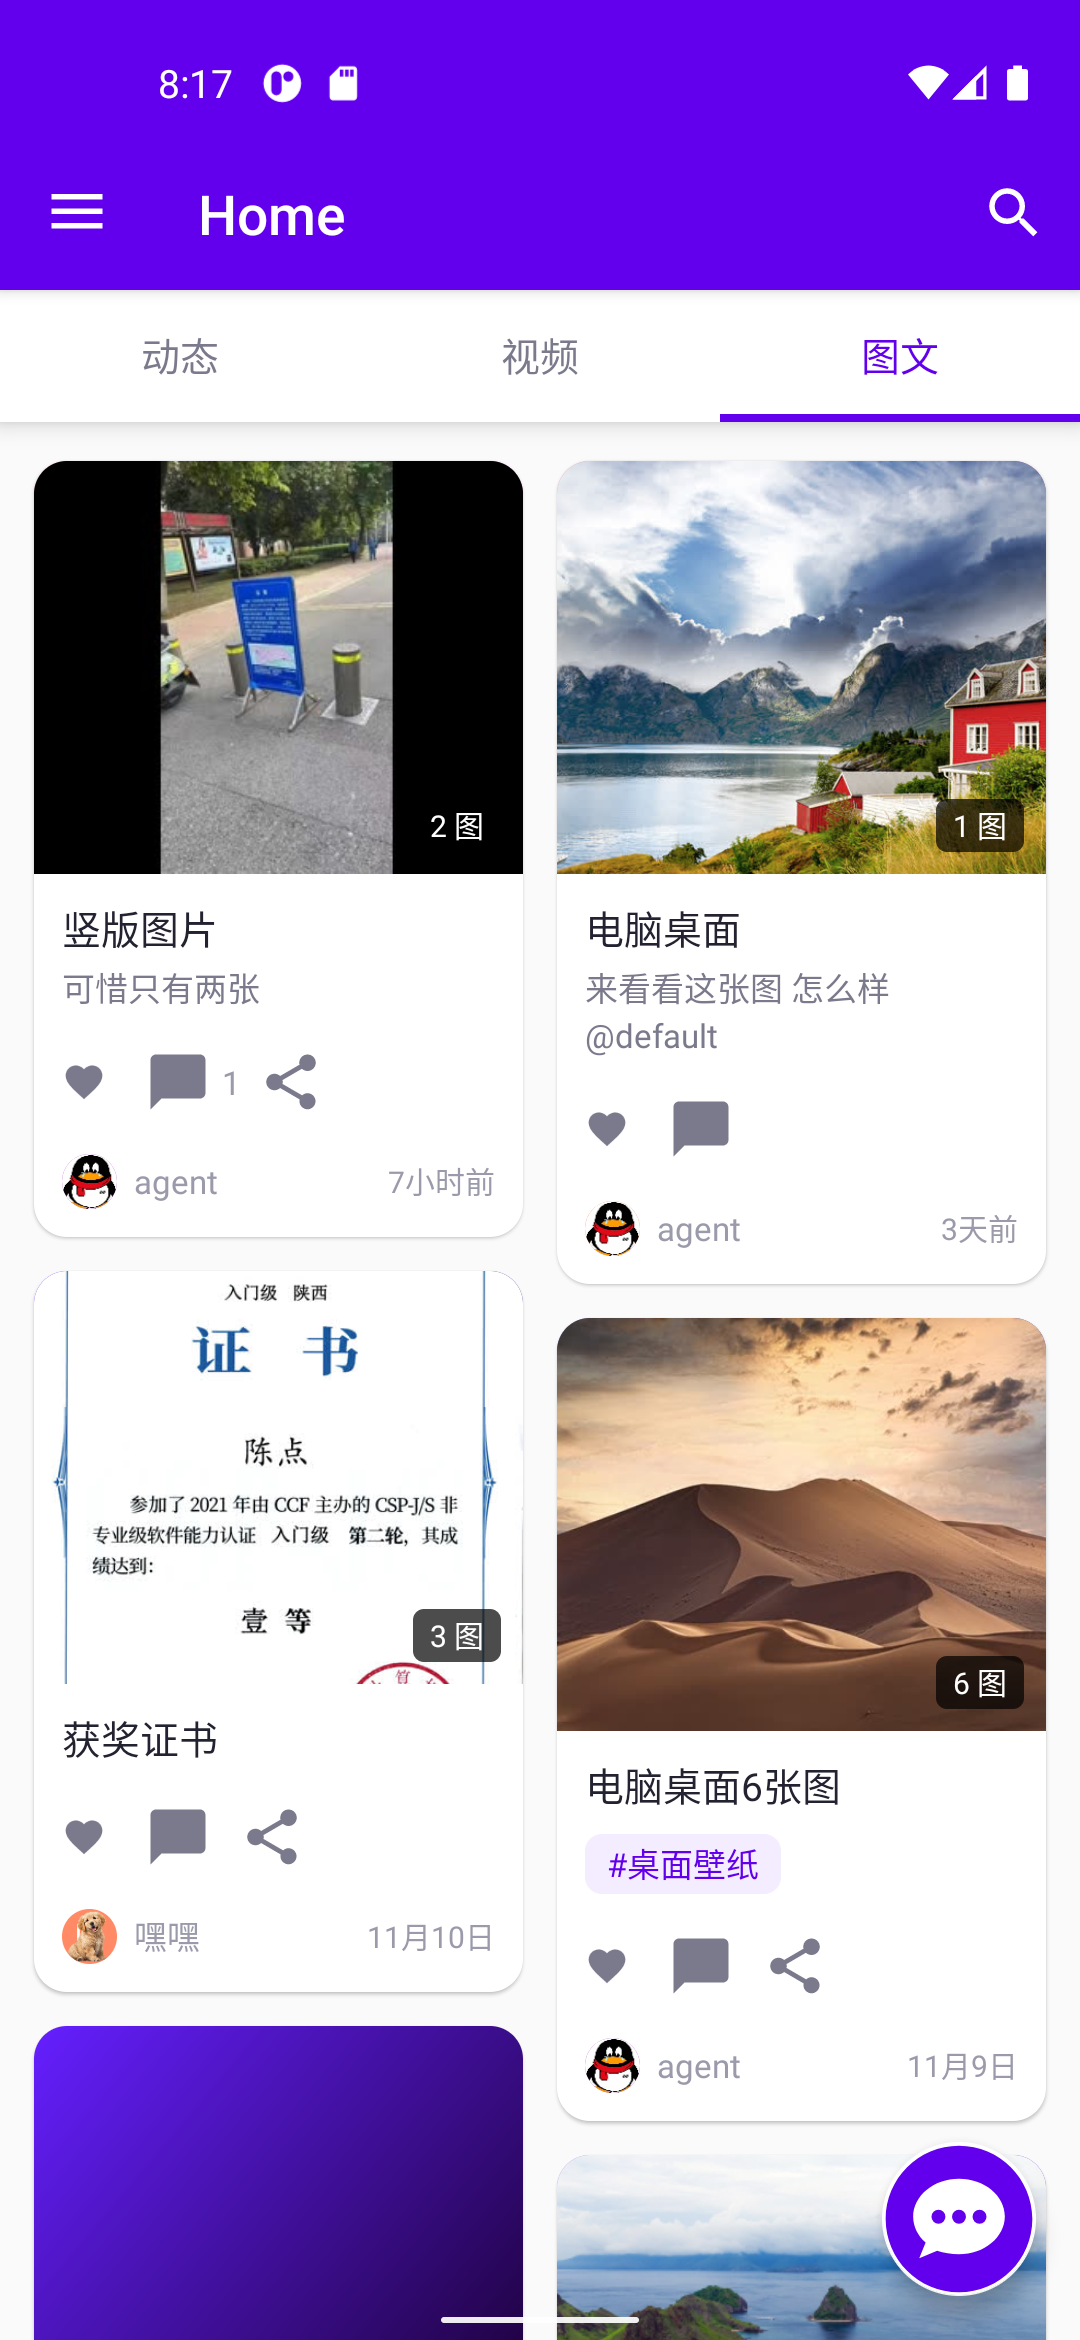 8:17
Home
动态
视频
图文
2 图
竖版图片
可惜只有两张
1
agent
7小时前
1 图
电脑桌面
来看看这张图 怎么样
@default
agent
3天前
入门级 陕西
证 书
陈点
参加了 2021 年由 CCF 主办的 CSP-J/S 非
专业级软件能力认证 入门级 第二轮，其成
绩达到：
壹 等
3 图
获奖证书
嘿嘿
11月10日
6 图
电脑桌面6张图
#桌面壁纸
agent
11月9日